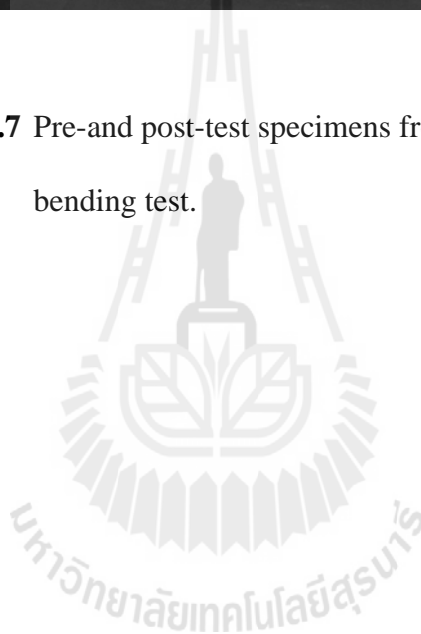 .7 Pre-and post-test specimens fr
bending test.
มหาวิทยาลัยเทคโนโลยีสุรนารี